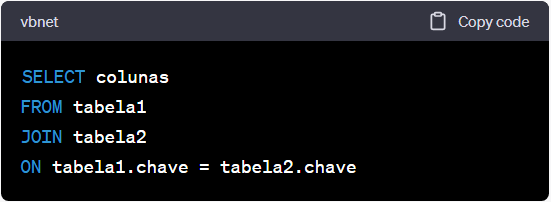 vbnet Copy code
SELECT colunas
FROM tabela1
JOIN tabela2
ON tabela1.chave = tabela2.chave